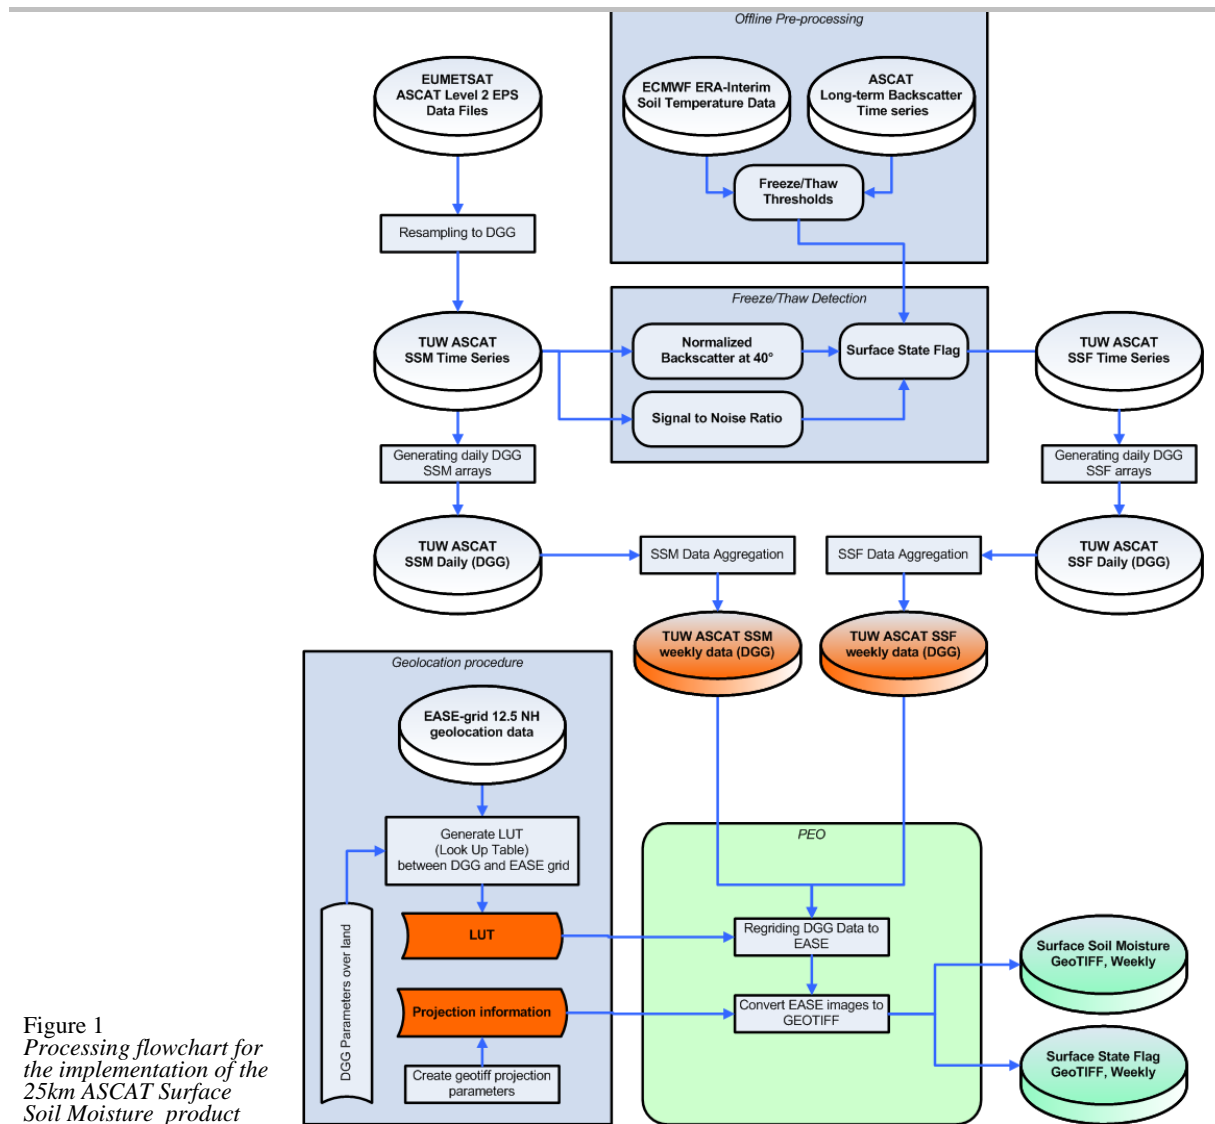 Offline Pre-processing
EUMETSAT
ASCAT Level 2 EPS
Data Files
ECMWF ERA-Interim
Soil Temperature Data
ASCAT
Long-term Backscatter
Time series
Freeze/Thaw
Thresholds
Resampling to DGG
Freeze/Thaw Detection
TUW ASCAT
SSM Time Series
Normalized
Backscatter at 40°
Surface State Flag
TUW ASCAT
SSF Time Series
Signal to Noise Ratio
Generating daily DGG
SSM arrays
Generating daily DGG
SSF arrays
TUW ASCAT
SSM Daily (DGG)
SSM Data Aggregation
SSF Data Aggregation
TUW ASCAT
SSF Daily (DGG)
TUW ASCAT SSM
weekly data (DGG)
TUW ASCAT SSF
weekly data (DGG)
Geolocation procedure
EASE-grid 12.5 NH
geolocation data
Generate LUT
(Look Up Table)
between DGG and EASE grid
DGG Parameters over land
LUT
Projection information
Create geotiff projection
parameters
PEO
Regriding DGG Data to
EASE
Convert EASE images to
GEOTIFF
Surface Soil Moisture
GeoTIFF, Weekly
Surface State Flag
GeoTIFF, Weekly
Figure 1
Processing flowchart for
the implementation of the
25km ASCAT Surface
Soil Moisture product